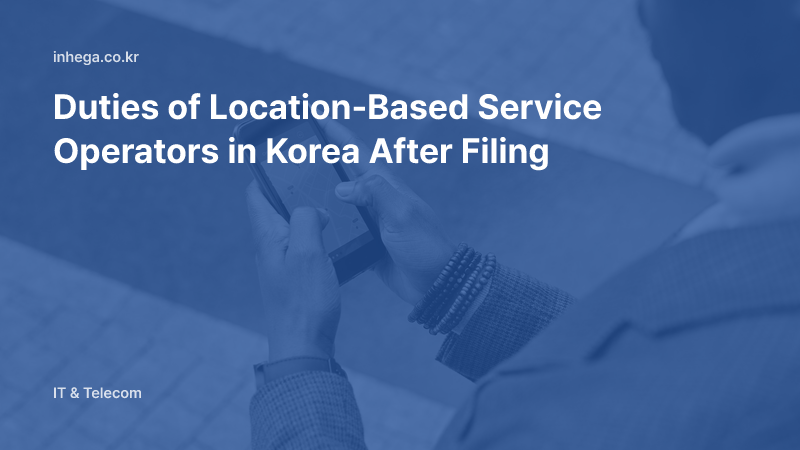 inhega.co.kr
Duties of Location-Based Service
Operators in Korea After Filing
IT & Telecom